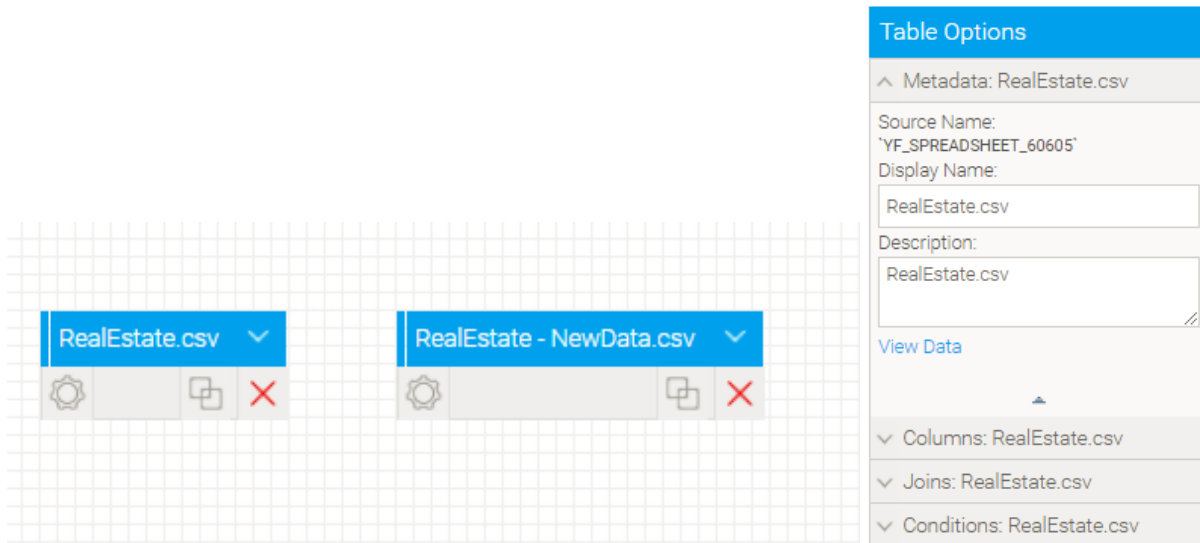 RealEstate.csv
RealEstate - NewData.csv
Table Options
Metadata: RealEstate.csv
Source Name:
`YF_SPREADSHEET_60605`
Display Name:
RealEstate.csv
Description:
RealEstate.csv
View Data
Columns: RealEstate.csv
Joins: RealEstate.csv
Conditions: RealEstate.csv